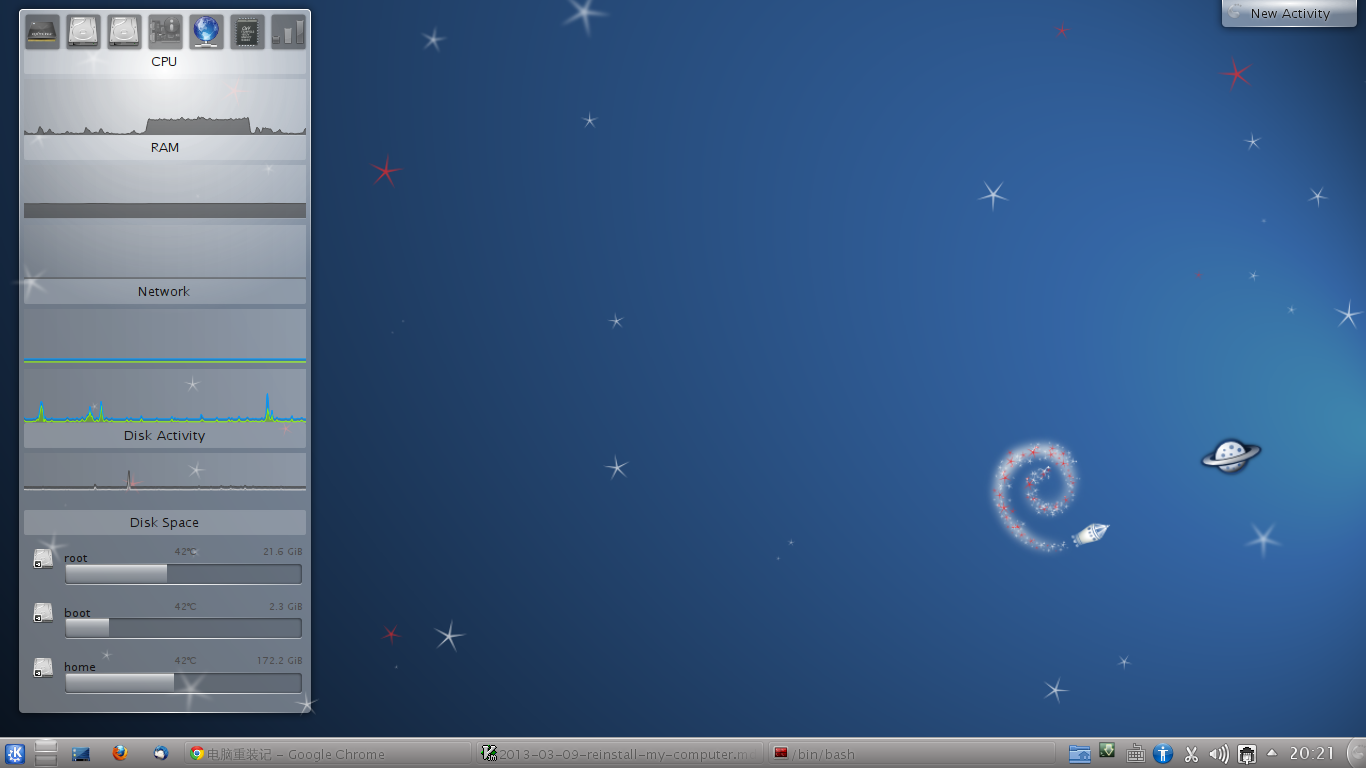 New Activity
CPU
RAM
Network
Disk Activity
Disk Space
root 42°C 21.6 GiB
boot 42°C 2.3 GiB
home 42°C 172.2 GiB
电脑重装记 - Google Chrome
2013-03-09-reinstall-my-computer.mc
/bin/bash
20:21